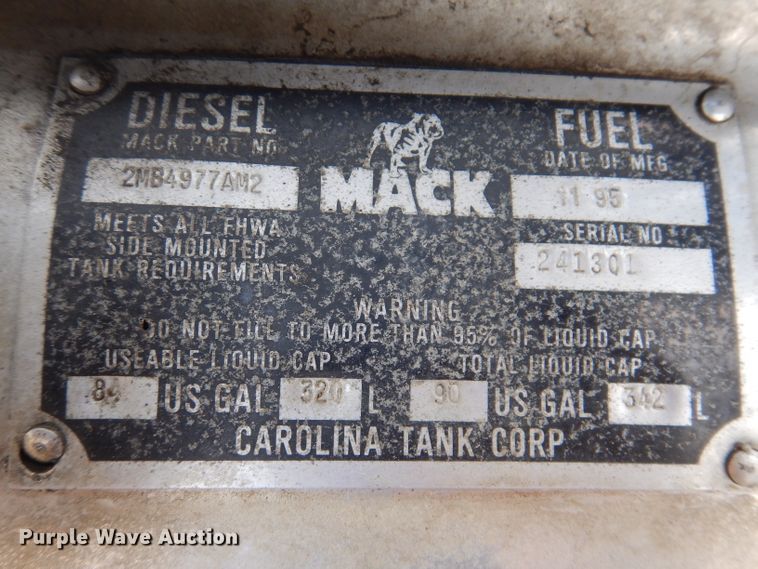 DIESEL FUEL
MACK PART NO. DATE OF MFG
2MB4977AM2 MACK 11 95
MEETS ALL FHWA SERIAL NO
SIDE MOUNTED 241301
TANK REQUIREMENTS
WARNING
DO NOT FILL TO MORE THAN 95% OF LIQUID CAP
USEABLE LIQUID CAP TOTAL LIQUID CAP
US GAL 320 L 90 US GAL 342 L
CAROLINA TANK CORP
Purple Wave Auction